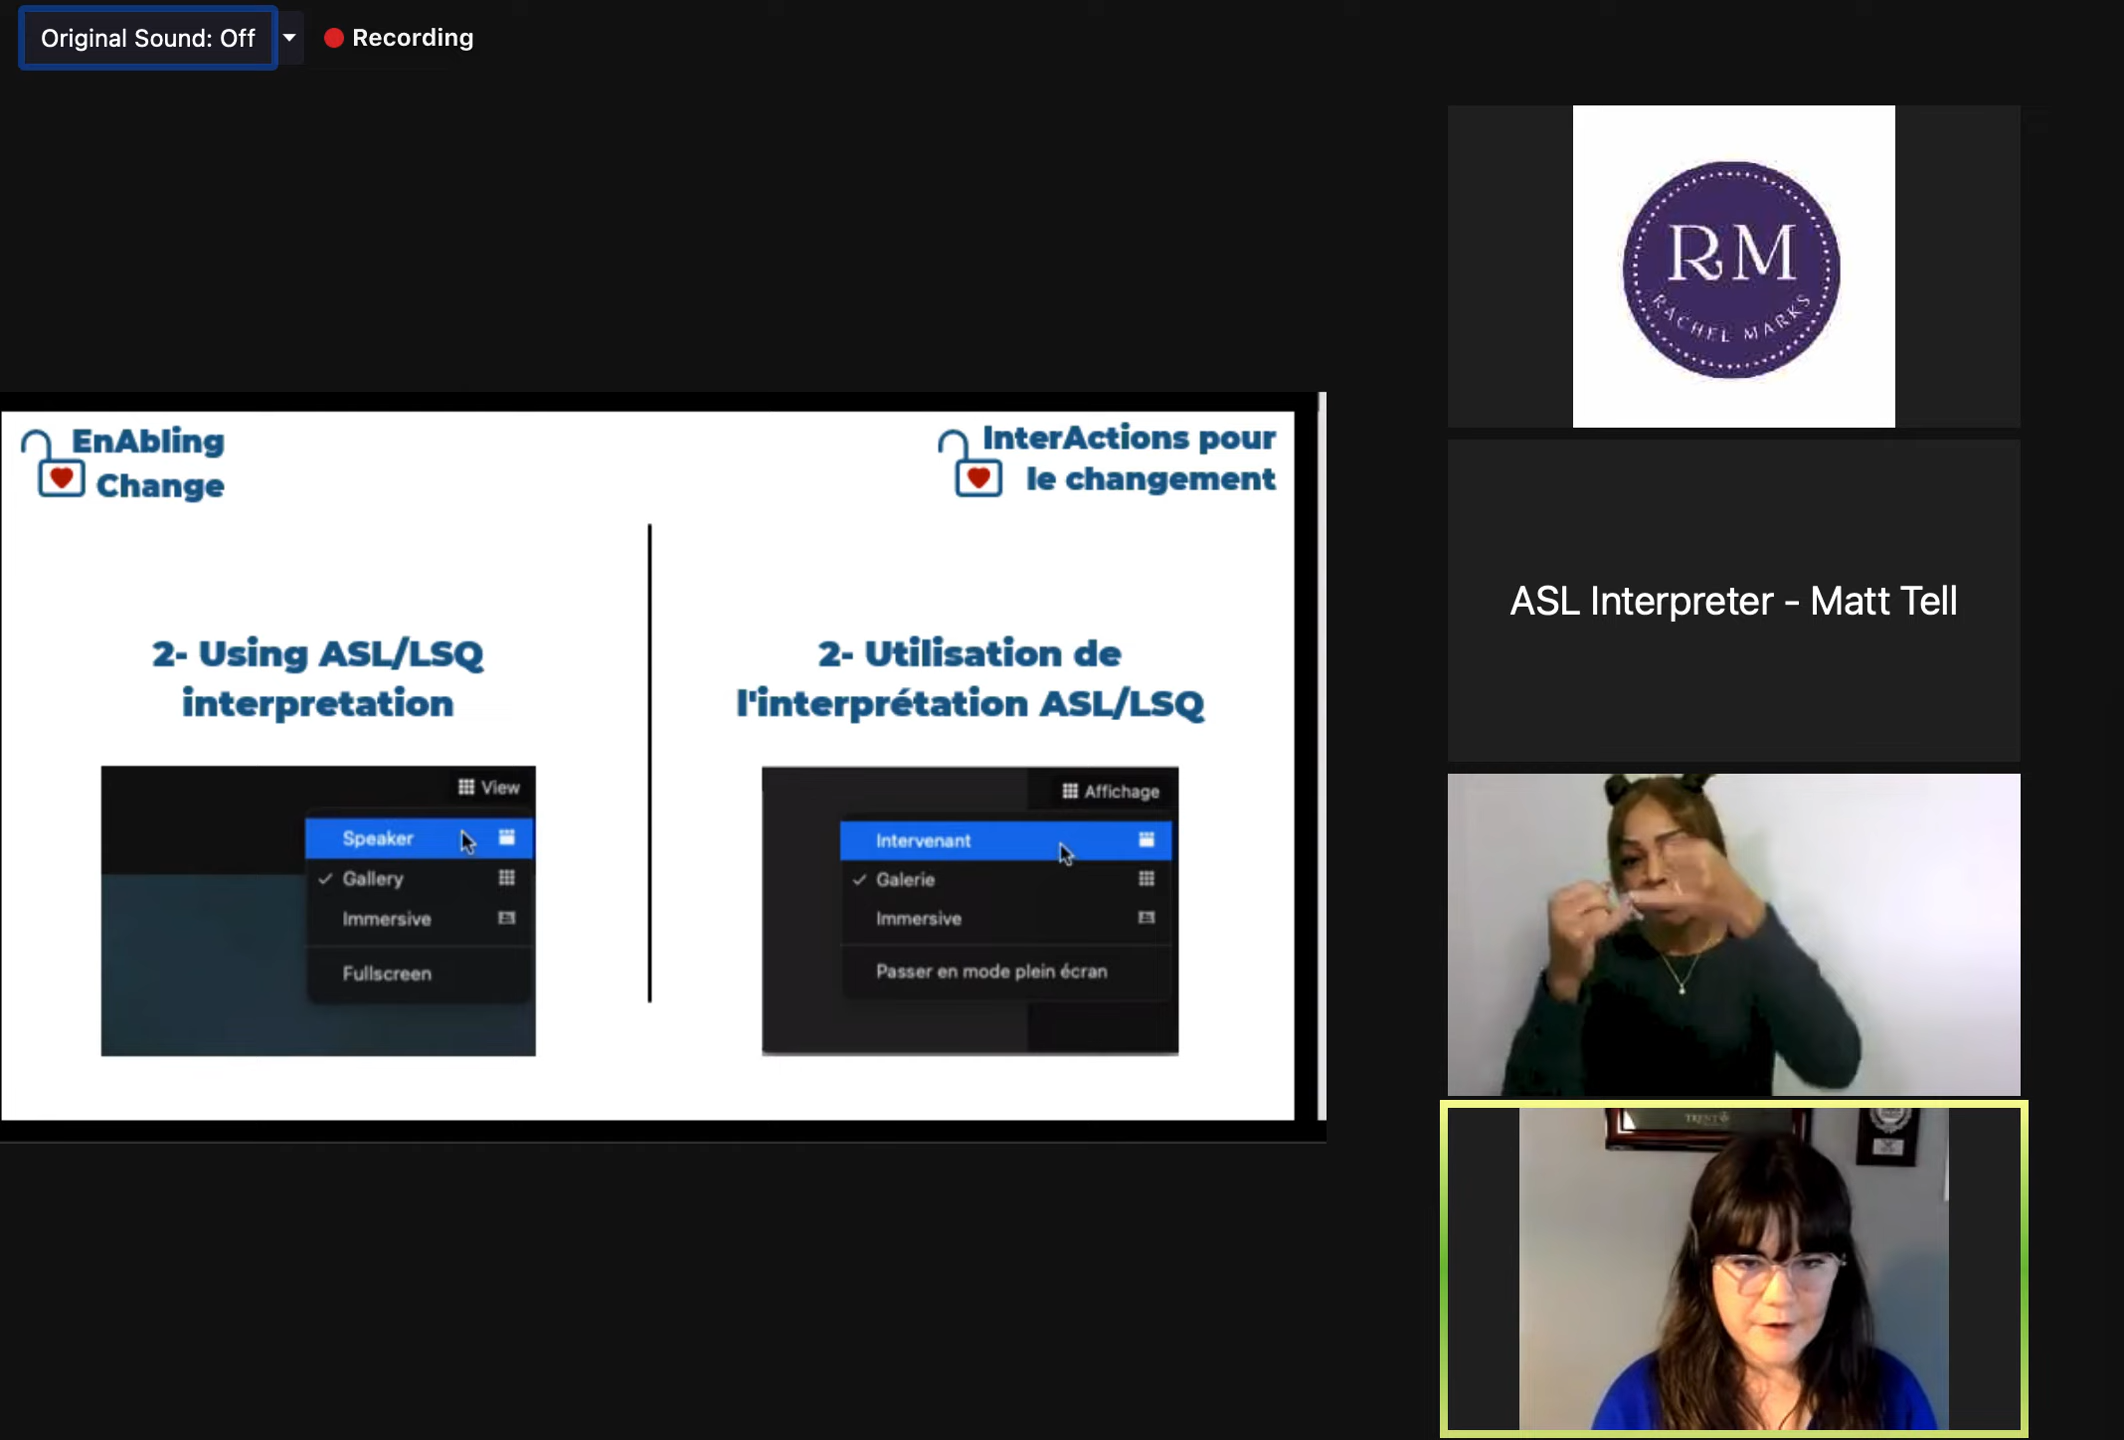 Original Sound: Off
Recording
EnAbling
Change
InterActions pour
le changement
2- Using ASL/LSQ
interpretation
View
Speaker
Gallery
Immersive
Fullscreen
2- Utilisation de
l'interprétation ASL/LSQ
Affichage
Intervenant
Galerie
Immersive
Passer en mode plein écran
RM
RACHEL MARKS
ASL Interpreter - Matt Tell
TRENT